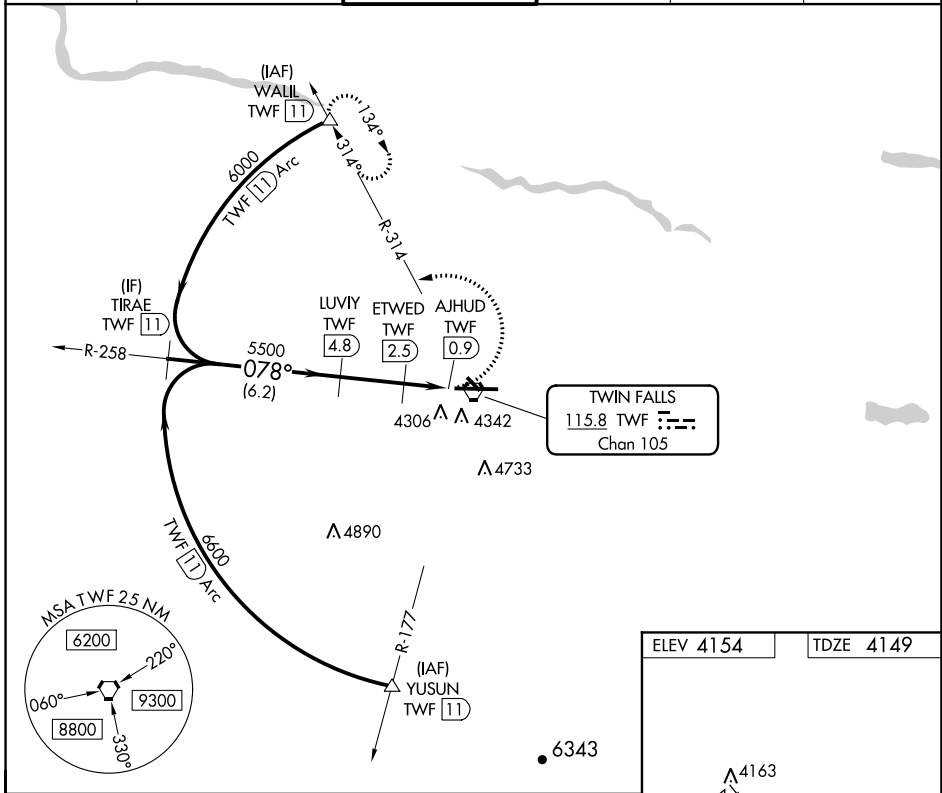 (IAF)
WALIL
TWF 11
134°
314°
6000
TWF 11 Arc
R-314
(IF)
TIRAE
TWF 11
LUVIY
TWF
4.8
ETWED
TWF
2.5
AJHUD
TWF
0.9
R-258
5500
078°
(6.2)
4306
4342
TWIN FALLS
115.8 TWF
Chan 105
4733
4890
6600
TWF 11 Arc
R-177
(IAF)
YUSUN
TWF 11
MSA TWF 25 NM
6200
220°
060°
9300
8800
330°
6343
ELEV 4154
TDZE 4149
4163